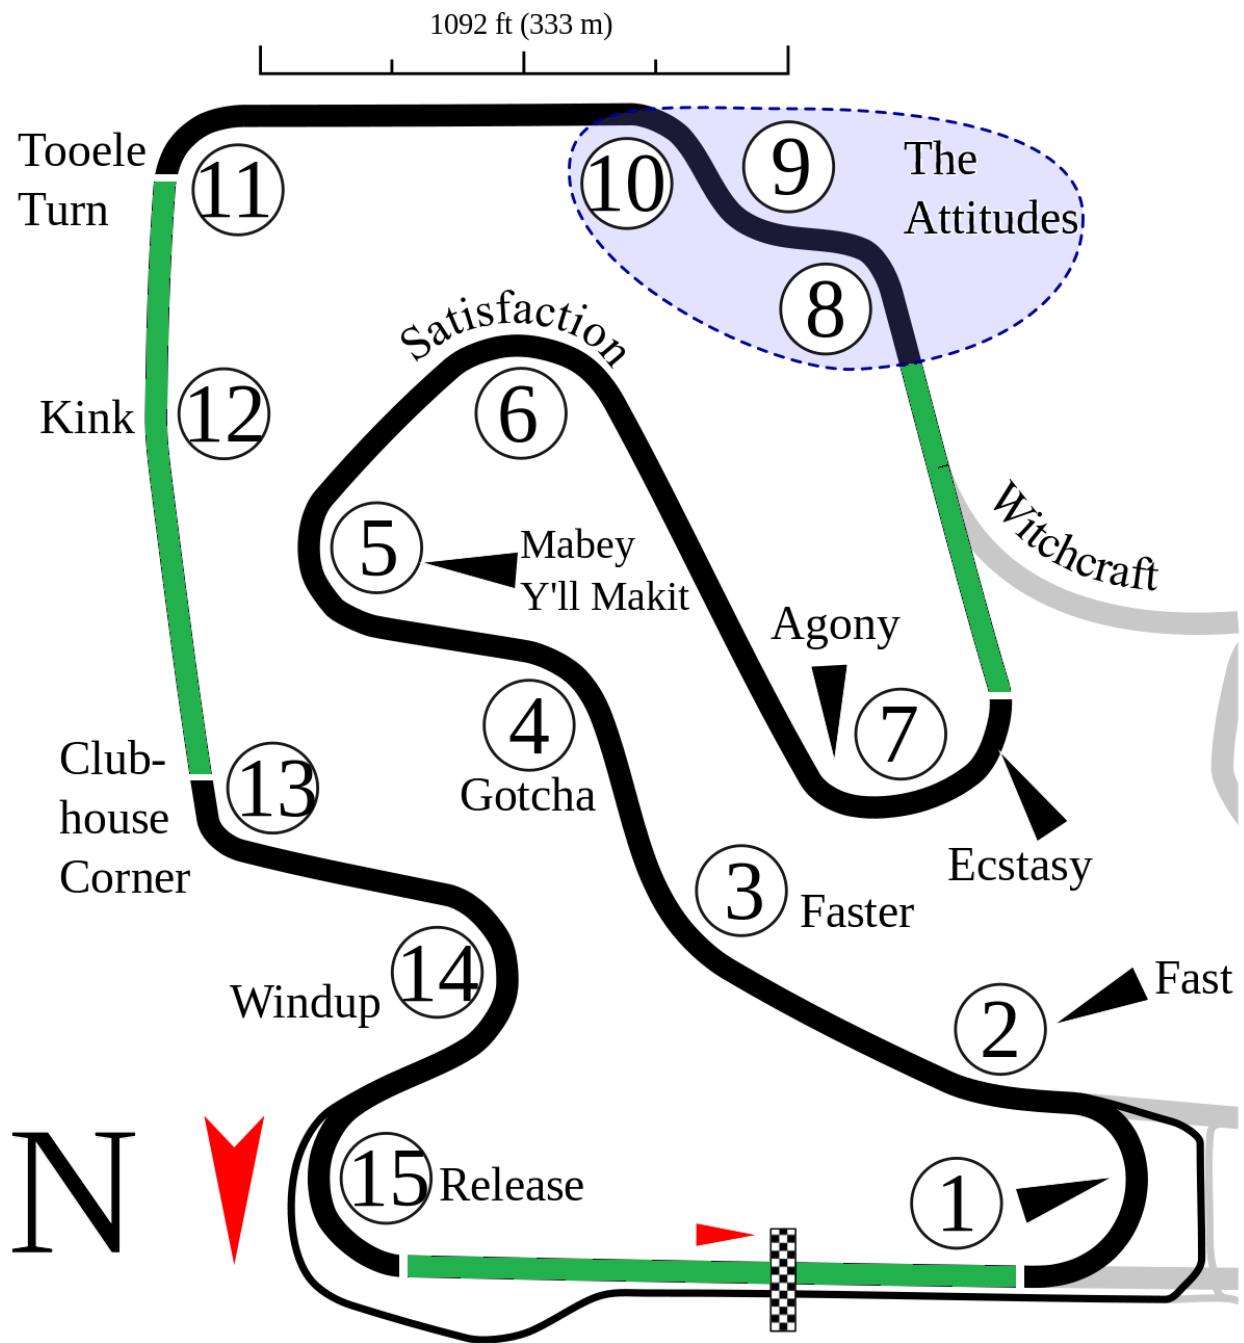 1092 ft (333 m)
Tooele
Turn
11
10
9
The
Attitudes
8
Satisfaction
6
Kink
12
5
Mabey
Y'll Makit
Witchcraft
Agony
7
4
Gotcha
Club-
house
Corner
13
Ecstasy
3
Faster
14
Windup
2
Fast
N
15
Release
1